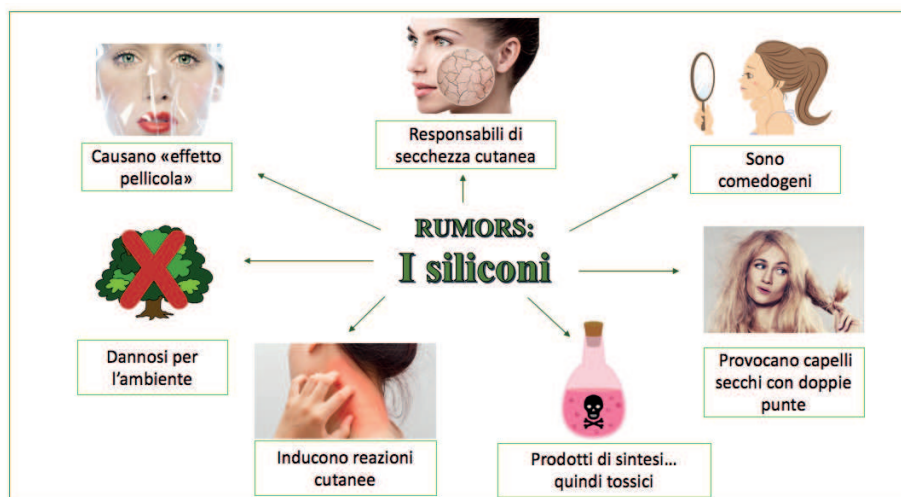 Causano «effetto
pellicola»
Responsabili di
secchezza cutanea
Sono
comedogeni
RUMORS:
I siliconi
Dannosi per
l’ambiente
Provocano capelli
secchi con doppie
punte
Inducono reazioni
cutanee
Prodotti di sintesi...
quindi tossici